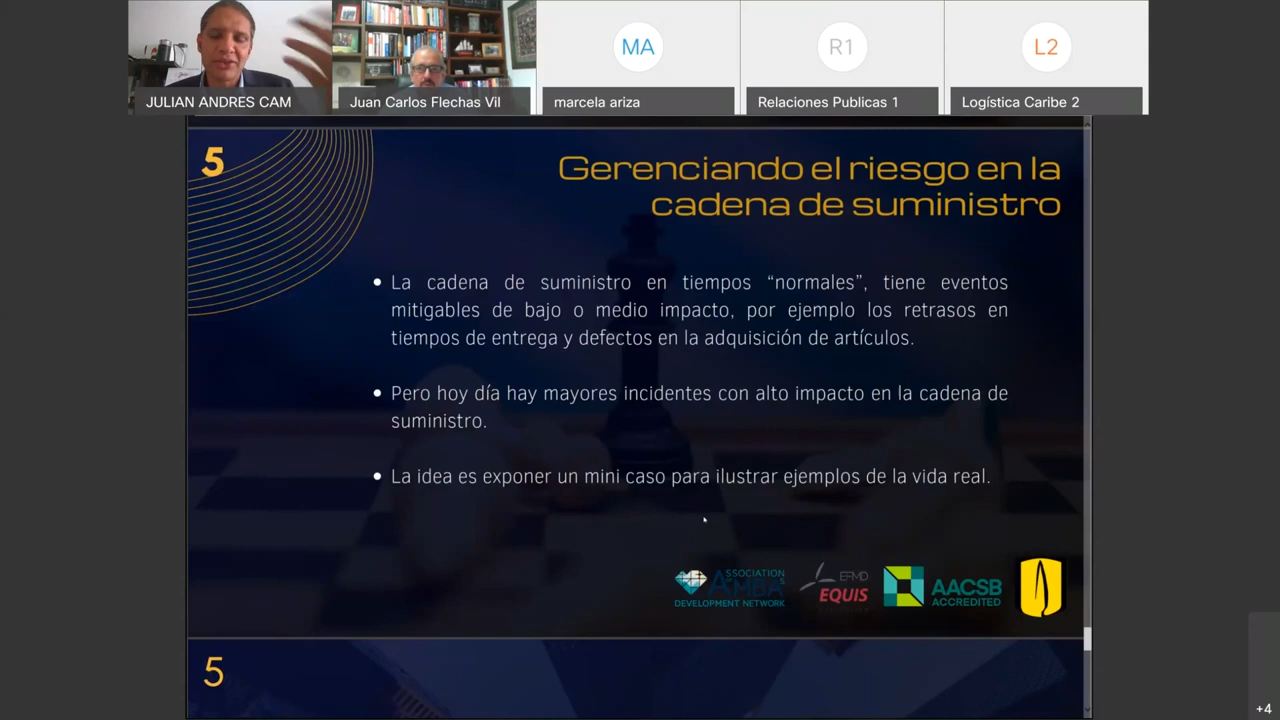 MA
R1
L2
JULIAN ANDRES CAM
Juan Carlos Flechas Vil
marcela ariza
Relaciones Publicas 1
Logística Caribe 2
5
Gerenciando el riesgo en la
cadena de suministro
• La cadena de suministro en tiempos “normales”, tiene eventos
mitigables de bajo o medio impacto, por ejemplo los retrasos en
tiempos de entrega y defectos en la adquisición de artículos.
• Pero hoy día hay mayores incidentes con alto impacto en la cadena de
suministro.
• La idea es exponer un mini caso para ilustrar ejemplos de la vida real.
ASSOCIATION
AMBA
DEVELOPMENT NETWORK
EFMD
EQUIS
AACSB
ACCREDITED
5
+4